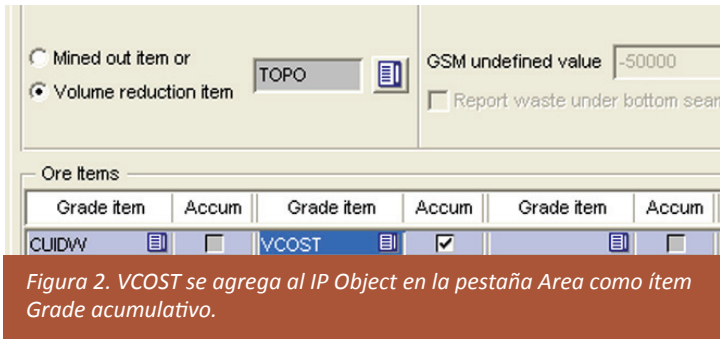 Mined out item or
Volume reduction item
TOPO
GSM undefined value -50000
Report waste under bottom sear
Ore Items
Grade item Accum Grade item Accum Grade item Accum
CUIDW VCOST
Figura 2. VCOST se agrega al IP Object en la pestaña Area como ítem
Grade acumulativo.